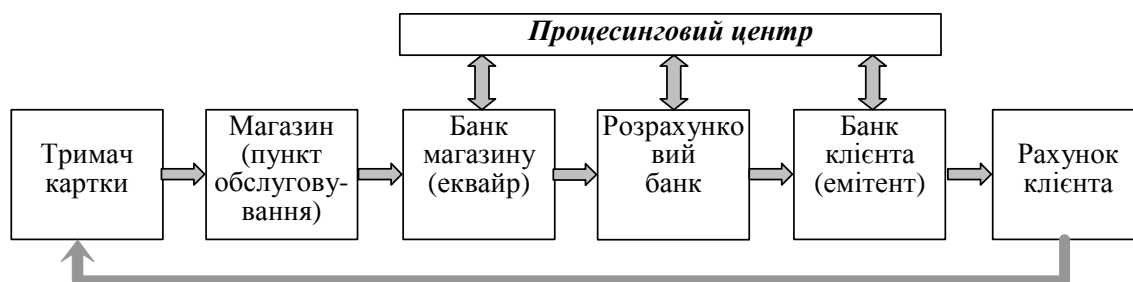 Процесинговий центр
Тримач
картки
Магазин
(пункт
обслугову-
вання)
Банк
магазину
(еквайр)
Розрахунко
вий
банк
Банк
клієнта
(емітент)
Рахунок
клієнта